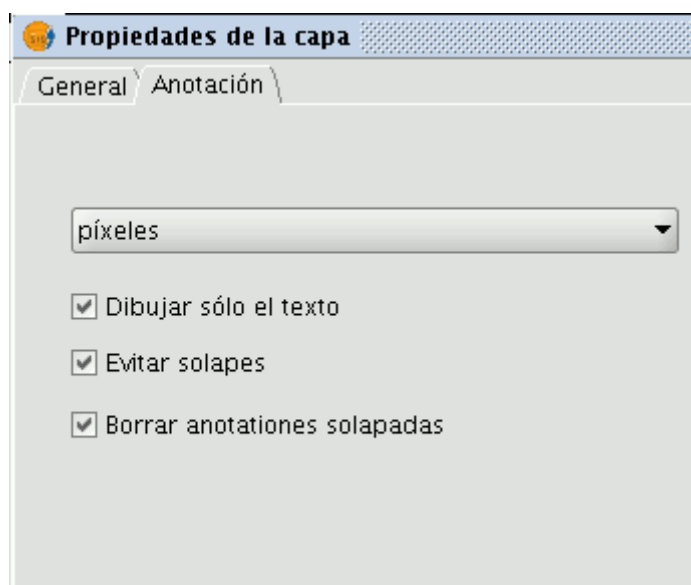 Propiedades de la capa
General Anotación
píxeles
Dibujar sólo el texto
Evitar solapes
Borrar anotationes solapadas